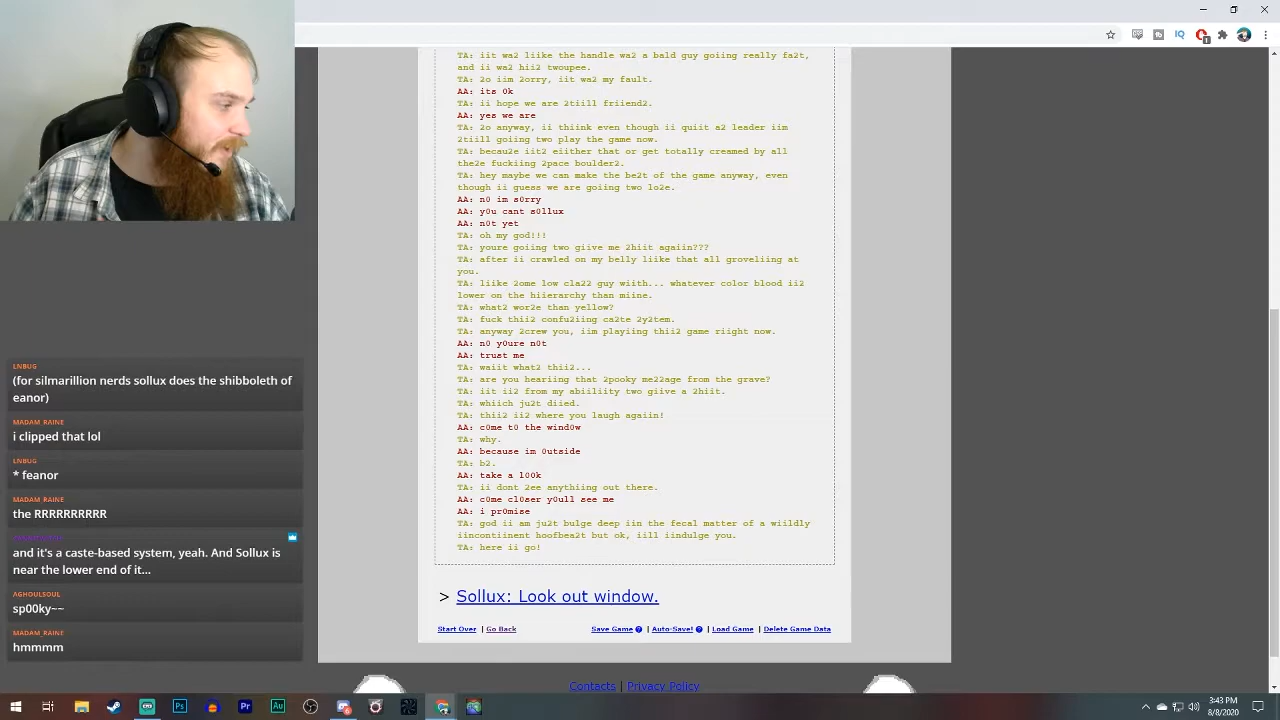 TA: iit wa2 liike the handle wa2 a bald guy goiing really fa2t,
and ii wa2 hii2 twoupee.
TA: 2o iim 2orry, iit wa2 my fault.
AA: its 0k
TA: ii hope we are 2tiill friiend2.
AA: yes we are
TA: 2o anyway, ii thiink even though ii quiit a2 leader iim
2tiill goiing two play the game now.
TA: becau2e iit2 eiither that or get totally creamed by all
the2e fuckiing 2pace boulder2.
TA: hey maybe we can make the be2t of the game anyway, even
though ii gue22 we are goiing two lo2e.
AA: n0 im s0rry
AA: y0u cant s0llux
AA: n0t yet
TA: oh my god!!!
TA: youre goiing two giive me 2hiit agaiin???
TA: after ii crawled on my belly liike that all groveliing at
you.
TA: liike 2ome low cla22 guy wiith... whatever color blood ii2
lower on the hiierarchy than miine.
TA: what2 wor2e than yellow?
TA: fuck thii2 confu2iing ca2te 2y2tem.
TA: anyway 2crew you, iim playiing thii2 game riight now.
AA: n0 y0ure n0t
AA: trust me
TA: waiit what2 thii2...
TA: are you heariing that 2pooky me22age from the grave?
TA: iit ii2 from my abiiliity two giive a 2hiit.
TA: whiich ju2t diied.
TA: thii2 ii2 where you laugh agaiin!
AA: c0me t0 the wind0w
TA: why.
AA: because im 0utside
TA: b2.
AA: take a l00k
TA: ii dont 2ee anythiing out there.
AA: c0me cl0ser y0ull see me
AA: i pr0mise
TA: god ii am ju2t bulge deep iin the fecal matter of a wiildly
iincontiinent hoofbea2t but ok, iill iindulge you.
TA: here ii go!
> Sollux: Look out window.
Start Over | Go Back Save Game ? | Auto-Save! ? | Load Game | Delete Game Data
Contacts | Privacy Policy
LNBUG
(for silmarillion nerds sollux does the shibboleth of
eanor)
MADAM_RAINE
i clipped that lol
LNBUG
* feanor
MADAM_RAINE
the RRRRRRRRRR
and it's a caste-based system, yeah. And Sollux is
near the lower end of it...
AGHOULSOUL
sp00ky~~
MADAM_RAINE
hmmmm
IQ
1
Ps
Pr
Au
3:43 PM
8/8/2020